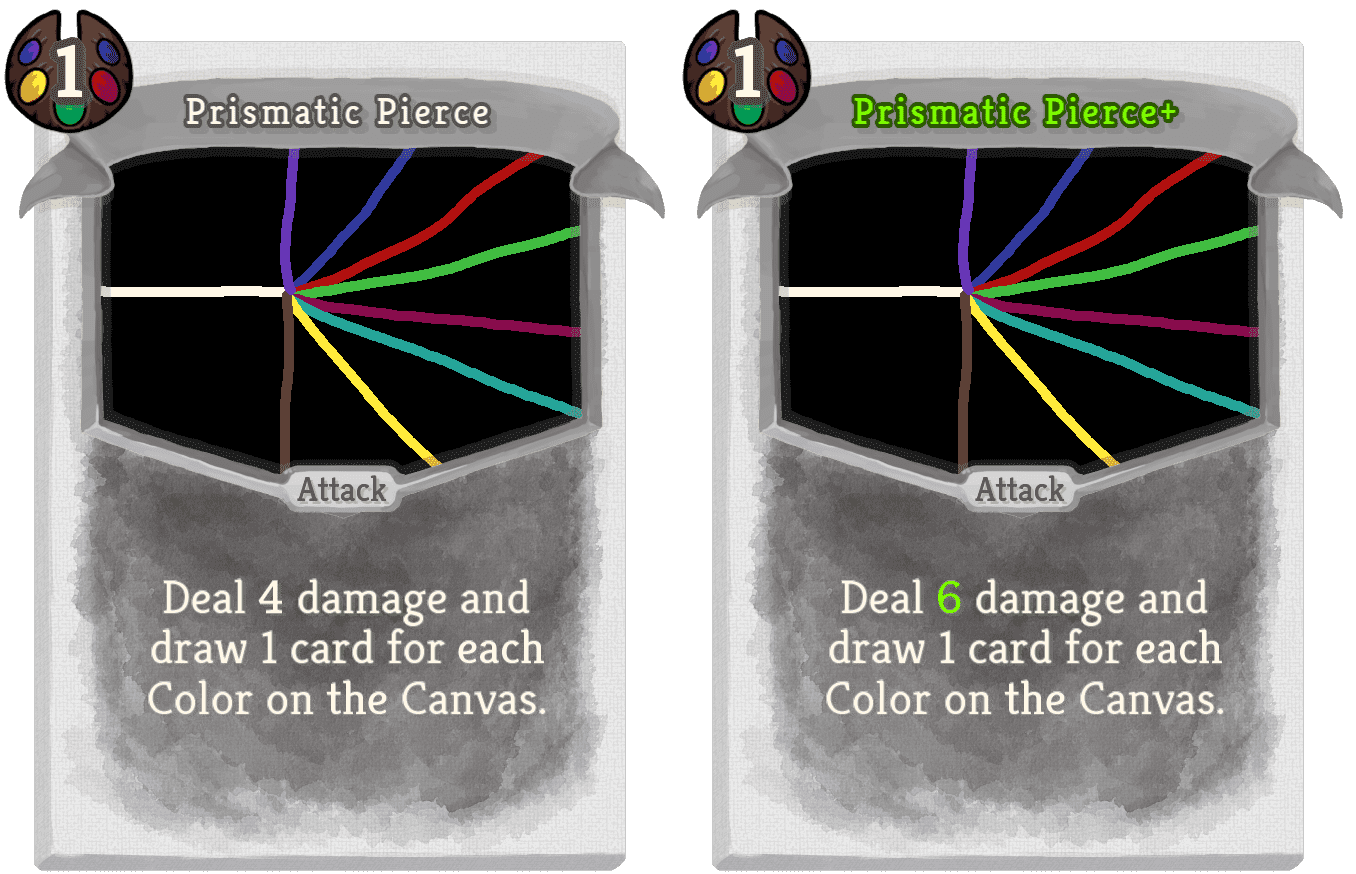 1
Prismatic Pierce
Attack
Deal 4 damage and
draw 1 card for each
Color on the Canvas.
1
Prismatic Pierce+
Attack
Deal 6 damage and
draw 1 card for each
Color on the Canvas.